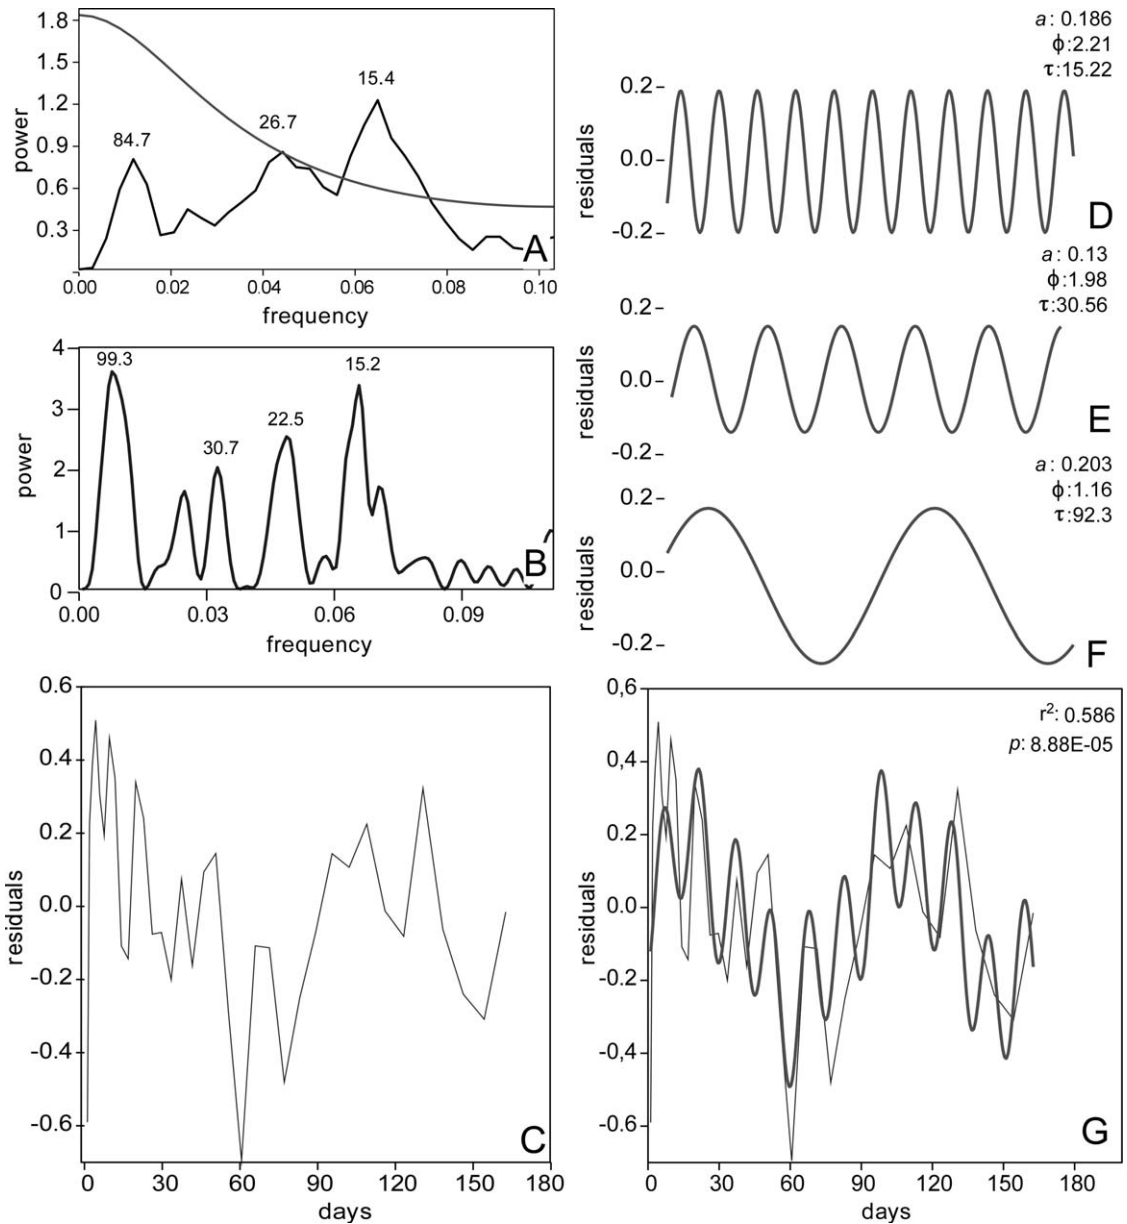 1.8
1.5
1.2
0.9
0.6
0.3
power
84.7
26.7
15.4
A
0.00 0.02 0.04 0.06 0.08 0.10
frequency
4
3
2
1
0
power
99.3
30.7
22.5
15.2
B
0.00 0.03 0.06 0.09
frequency
0.6
0.4
0.2
0.0
-0.2
-0.4
-0.6
residuals
C
0 30 60 90 120 150 180
days
a: 0.186
ϕ:2.21
τ:15.22
0.2
0.0
-0.2
residuals
D
a: 0.13
ϕ:1.98
τ:30.56
0.2
0.0
-0.2
residuals
E
a: 0.203
ϕ:1.16
τ:92.3
0.2
0.0
-0.2
residuals
F
0,6
0,4
0.2
0.0
-0.2
-0,4
-0.6
residuals
r²: 0.586
p: 8.88E-05
G
0 30 60 90 120 150 180
days